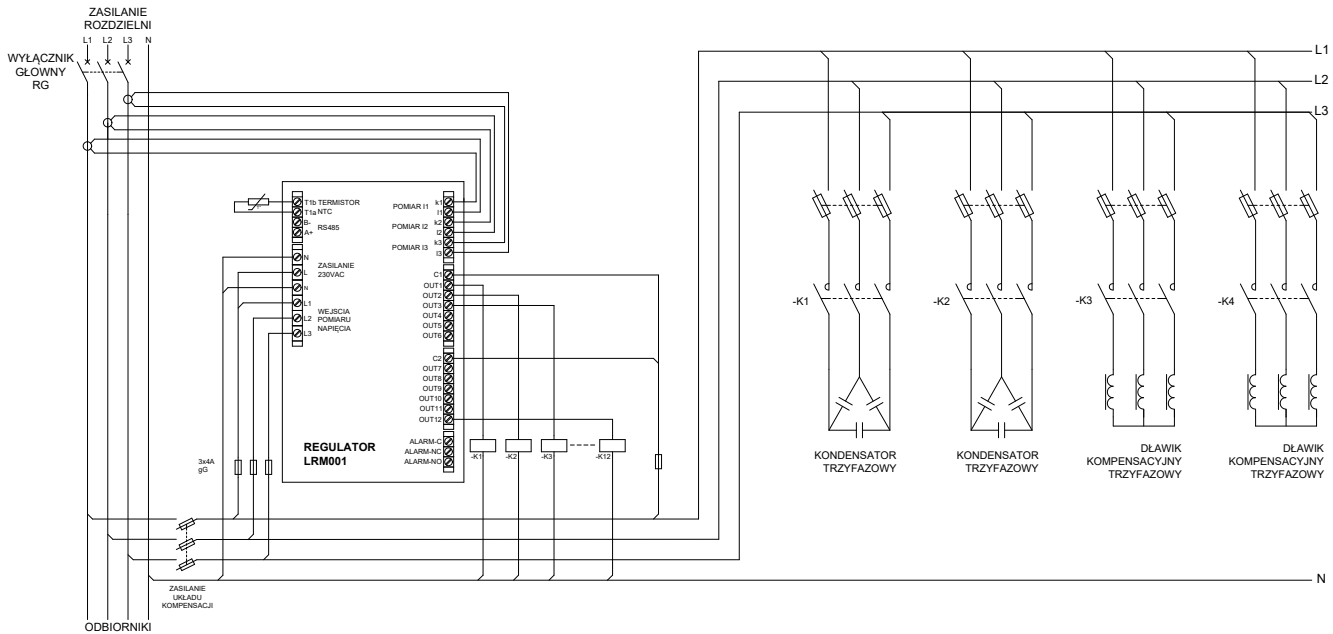 ZASILANIE
ROZDZIELNI
L1 L2 L3 N
WYŁĄCZNIK
GŁOWNY
RG
T1b TERMISTOR
T1a NTC
B-
RS485
A+
N
ZASILANIE
L
230VAC
N
L1
WEJSCIA
L2 POMIARU
NAPIĘCIA
L3
k1
POMIAR I1
l1
k2
POMIAR I2
l2
k3
POMIAR I3
l3
C1
OUT1
OUT2
OUT3
OUT4
OUT5
OUT6
C2
OUT7
OUT8
OUT9
OUT10
OUT11
OUT12
ALARM-C
ALARM-NC
ALARM-NO
REGULATOR
LRM001
3x4A
gG
-K1 -K2 -K3 -K12
ZASILANIE
UKŁADU
KOMPENSACJI
ODBIORNIKI
L1
L2
L3
-K1 -K2 -K3 -K4
KONDENSATOR
TRZYFAZOWY
KONDENSATOR
TRZYFAZOWY
DŁAWIK
KOMPENSACYJNY
TRZYFAZOWY
DŁAWIK
KOMPENSACYJNY
TRZYFAZOWY
N